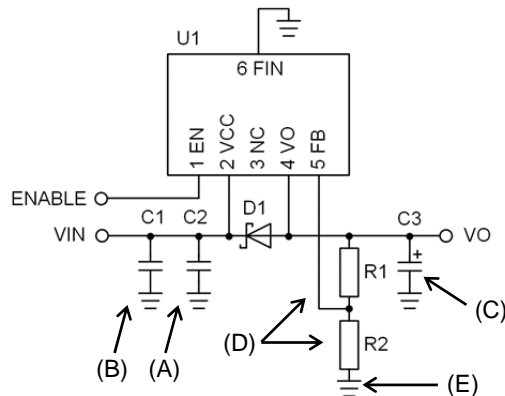 U1
6 FIN
1 EN
2 VCC
3 NC
4 VO
5 FB
ENABLE
C1
C2
D1
C3
VIN
VO
+
R1
R2
(B)
(A)
(D)
(C)
(E)